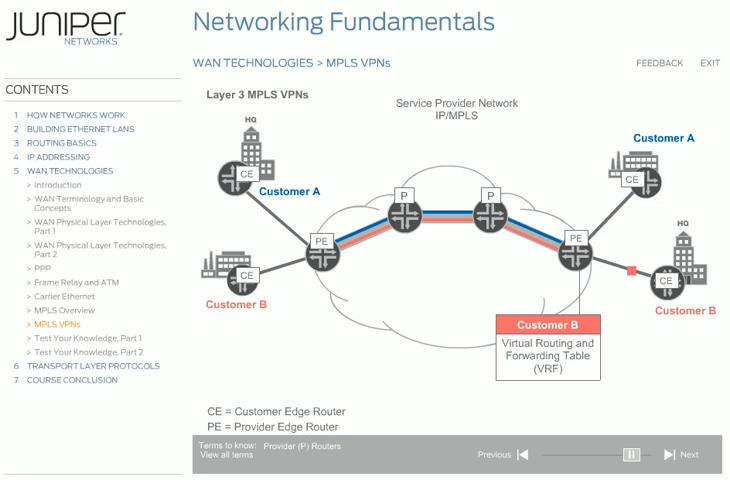 JUNIPER
NETWORKS
Networking Fundamentals
WAN TECHNOLOGIES > MPLS VPNs
FEEDBACK
EXIT
CONTENTS
1 HOW NETWORKS WORK
2 BUILDING ETHERNET LANS
3 ROUTING BASICS
4 IP ADDRESSING
5 WAN TECHNOLOGIES
> Introduction
> WAN Terminology and Basic
Concepts
> WAN Physical Layer Technologies,
Part 1
> WAN Physical Layer Technologies,
Part 2
> PPP
> Frame Relay and ATM
> Carrier Ethernet
> MPLS Overview
> MPLS VPNs
> Test Your Knowledge, Part 1
> Test Your Knowledge, Part 2
6 TRANSPORT LAYER PROTOCOLS
7 COURSE CONCLUSION
Layer 3 MPLS VPNs
Service Provider Network
IP/MPLS
HQ
CE
Customer A
Customer A
CE
P
P
PE
PE
CE
Customer B
HQ
CE
Customer B
Customer B
Virtual Routing and
Forwarding Table
(VRF)
CE = Customer Edge Router
PE = Provider Edge Router
Terms to know: Provider (P) Routers
View all terms
Previous
Next